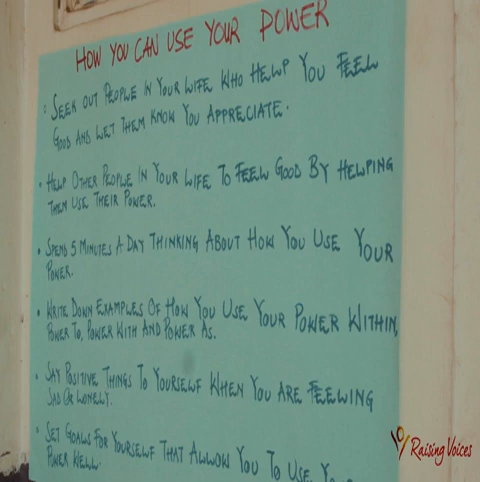 HOW YOU CAN USE YOUR POWER
• SEEK OUT PEOPLE IN YOUR LIFE WHO HELP YOU FEEL
GOOD AND LET THEM KNOW YOU APPRECIATE.
• HELP OTHER PEOPLE IN YOUR LIFE TO FEEL GOOD BY HELPING
THEM USE THEIR POWER.
• SPEND 5 MINUTES A DAY THINKING ABOUT HOW YOU USE YOUR
POWER.
• WRITE DOWN EXAMPLES OF HOW YOU USE YOUR POWER WITHIN,
POWER TO, POWER WITH AND POWER AS.
• SAY POSITIVE THINGS TO YOURSELF WHEN YOU ARE FEELING
SAD OR LONELY.
• SET GOALS FOR YOURSELF THAT ALLOW YOU TO USE YOUR
POWER WELL.
Raising Voices